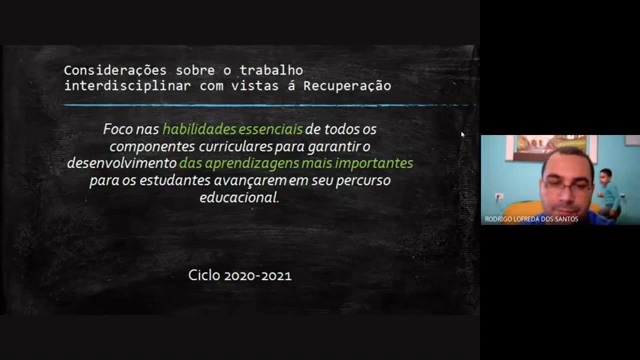 Considerações sobre o trabalho
interdisciplinar com vistas á Recuperação
Foco nas habilidades essenciais de todos os
componentes curriculares para garantir o
desenvolvimento das aprendizagens mais importantes
para os estudantes avançarem em seu percurso
educacional.
Ciclo 2020-2021
RODRIGO LOFREDA DOS SANTOS